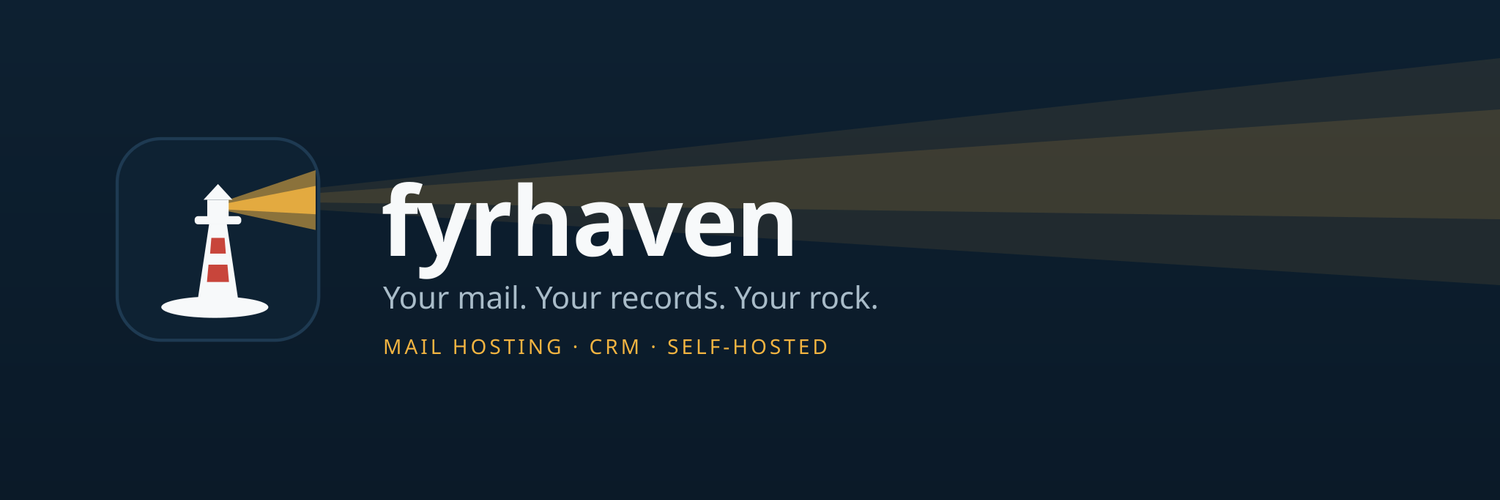 fyrhaven
Your mail. Your records. Your rock.
MAIL HOSTING · CRM · SELF-HOSTED